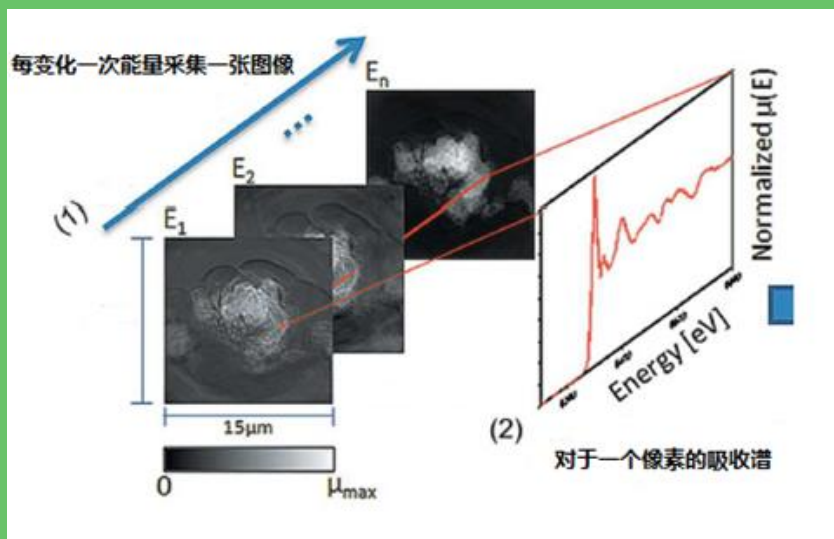 每变化一次能量采集一张图像
(1)
E₁
E₂
...
Eₙ
15μm
0
μmax
(2)
Normalized μ(E)
Energy [eV]
对于一个像素的吸收谱